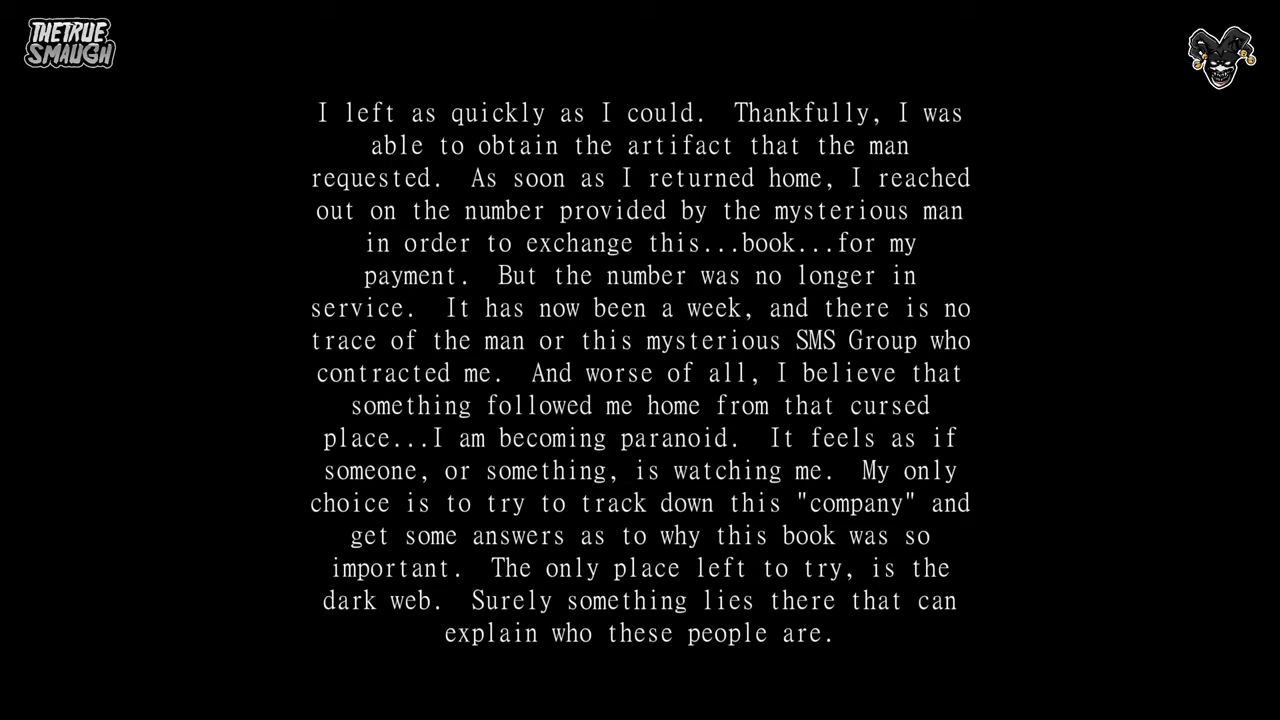 THETRUE
SMAUGH
I left as quickly as I could.  Thankfully, I was
able to obtain the artifact that the man
requested.  As soon as I returned home, I reached
out on the number provided by the mysterious man
in order to exchange this...book...for my
payment.  But the number was no longer in
service.  It has now been a week, and there is no
trace of the man or this mysterious SMS Group who
contracted me.  And worse of all, I believe that
something followed me home from that cursed
place...I am becoming paranoid.  It feels as if
someone, or something, is watching me.  My only
choice is to try to track down this "company" and
get some answers as to why this book was so
important.  The only place left to try, is the
dark web.  Surely something lies there that can
explain who these people are.